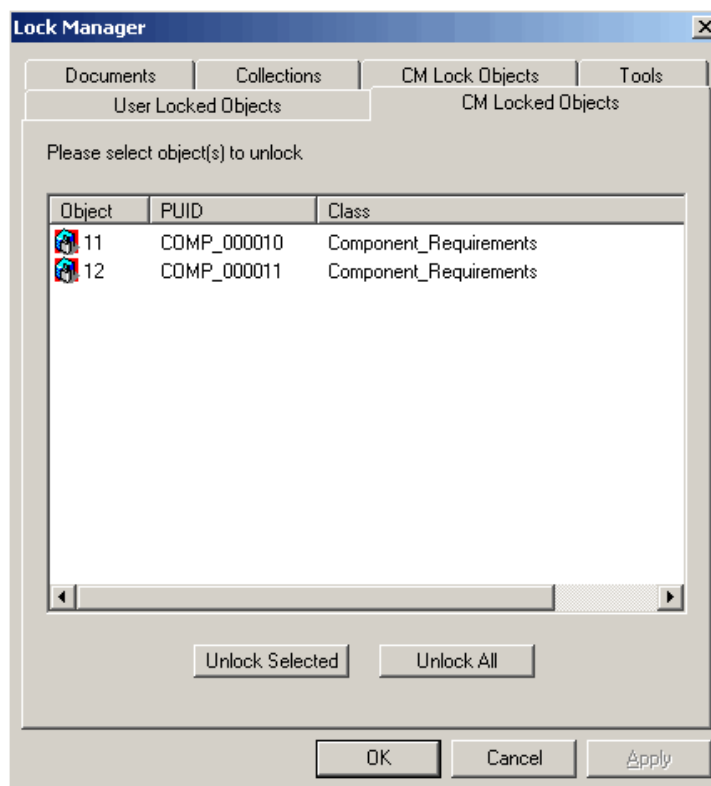 Lock Manager
Documents Collections CM Lock Objects Tools
User Locked Objects CM Locked Objects
Please select object(s) to unlock
Object PUID Class
11 COMP_000010 Component_Requirements
12 COMP_000011 Component_Requirements
Unlock Selected Unlock All
OK Cancel Apply